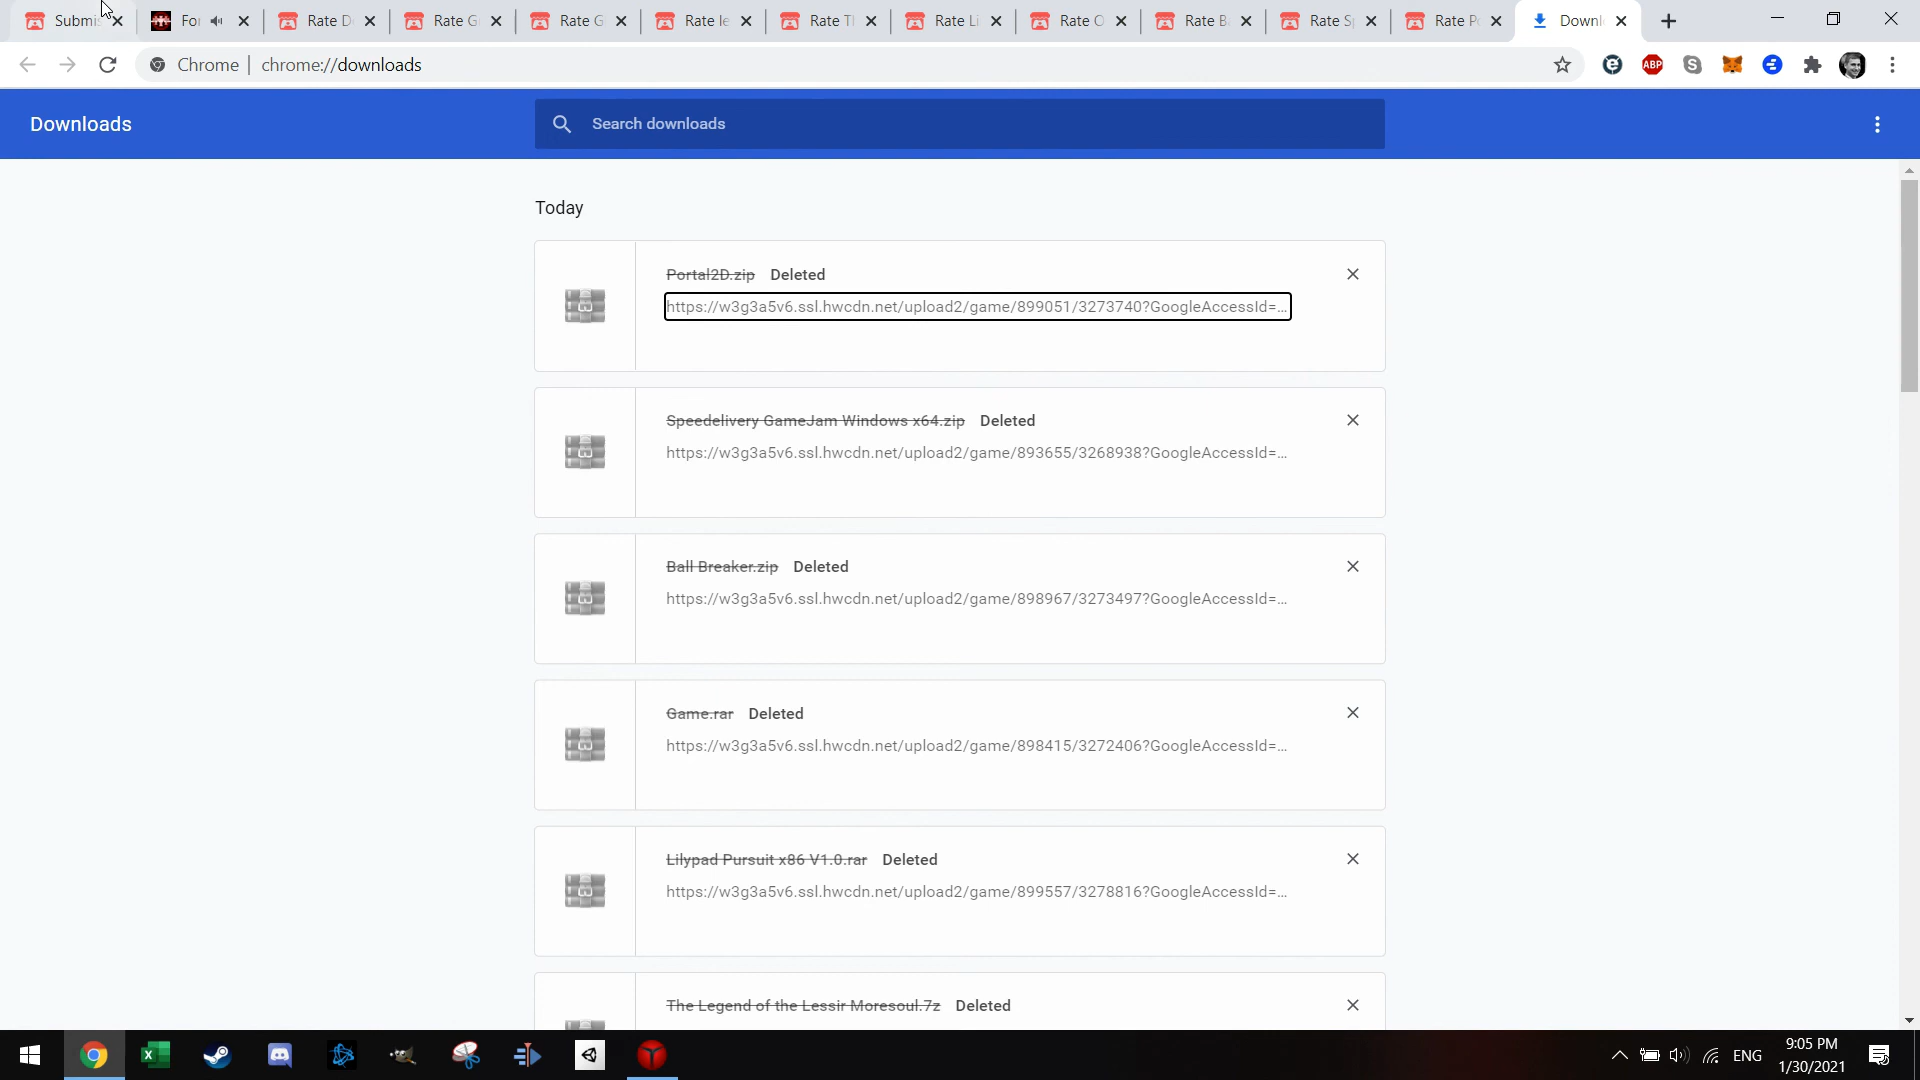 Submis
For
Rate D
Rate G
Rate G
Rate le
Rate Tl
Rate Li
Rate O
Rate B
Rate S
Rate P
Downl
Chrome | chrome://downloads
ABP
Downloads
Search downloads
Today
Portal2D.zip Deleted
https://w3g3a5v6.ssl.hwcdn.net/upload2/game/899051/3273740?GoogleAccessId=...
Speedelivery GameJam Windows x64.zip Deleted
https://w3g3a5v6.ssl.hwcdn.net/upload2/game/893655/3268938?GoogleAccessId=...
Ball Breaker.zip Deleted
https://w3g3a5v6.ssl.hwcdn.net/upload2/game/898967/3273497?GoogleAccessId=...
Game.rar Deleted
https://w3g3a5v6.ssl.hwcdn.net/upload2/game/898415/3272406?GoogleAccessId=...
Lilypad Pursuit x86 V1.0.rar Deleted
https://w3g3a5v6.ssl.hwcdn.net/upload2/game/899557/3278816?GoogleAccessId=...
The Legend of the Lessir Moresoul.7z Deleted
ENG
9:05 PM
1/30/2021